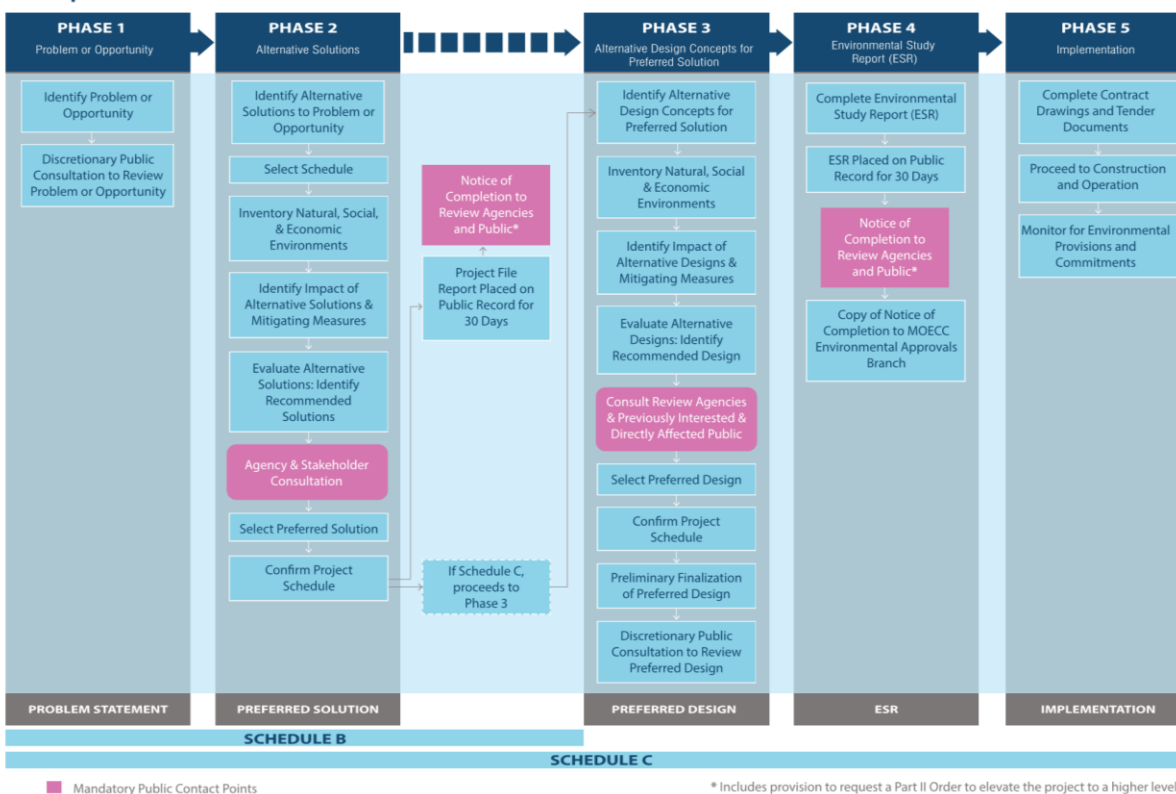 PHASE 1
Problem or Opportunity
Identify Problem or
Opportunity
Discretionary Public
Consultation to Review
Problem or Opportunity
PROBLEM STATEMENT
PHASE 2
Alternative Solutions
Identify Alternative
Solutions to Problem or
Opportunity
Select Schedule
Inventory Natural, Social,
& Economic
Environments
Identify Impact of
Alternative Solutions &
Mitigating Measures
Evaluate Alternative
Solutions: Identify
Recommended
Solutions
Agency & Stakeholder
Consultation
Select Preferred Solution
Confirm Project
Schedule
PREFERRED SOLUTION
Notice of
Completion to
Review Agencies
and Public*
Project File
Report Placed on
Public Record for
30 Days
If Schedule C,
proceeds to
Phase 3
PHASE 3
Alternative Design Concepts for
Preferred Solution
Identify Alternative
Design Concepts for
Preferred Solution
Inventory Natural, Social
& Economic
Environments
Identify Impact of
Alternative Designs &
Mitigating Measures
Evaluate Alternative
Designs: Identify
Recommended Design
Consult Review Agencies
& Previously Interested &
Directly Affected Public
Select Preferred Design
Confirm Project
Schedule
Preliminary Finalization
of Preferred Design
Discretionary Public
Consultation to Review
Preferred Design
PREFERRED DESIGN
PHASE 4
Environmental Study
Report (ESR)
Complete Environmental
Study Report (ESR)
ESR Placed on Public
Record for 30 Days
Notice of
Completion to
Review Agencies
and Public*
Copy of Notice of
Completion to MOECC
Environmental Approvals
Branch
ESR
PHASE 5
Implementation
Complete Contract
Drawings and Tender
Documents
Proceed to Construction
and Operation
Monitor for Environmental
Provisions and
Commitments
IMPLEMENTATION
SCHEDULE B
SCHEDULE C
Mandatory Public Contact Points
* Includes provision to request a Part II Order to elevate the project to a higher level